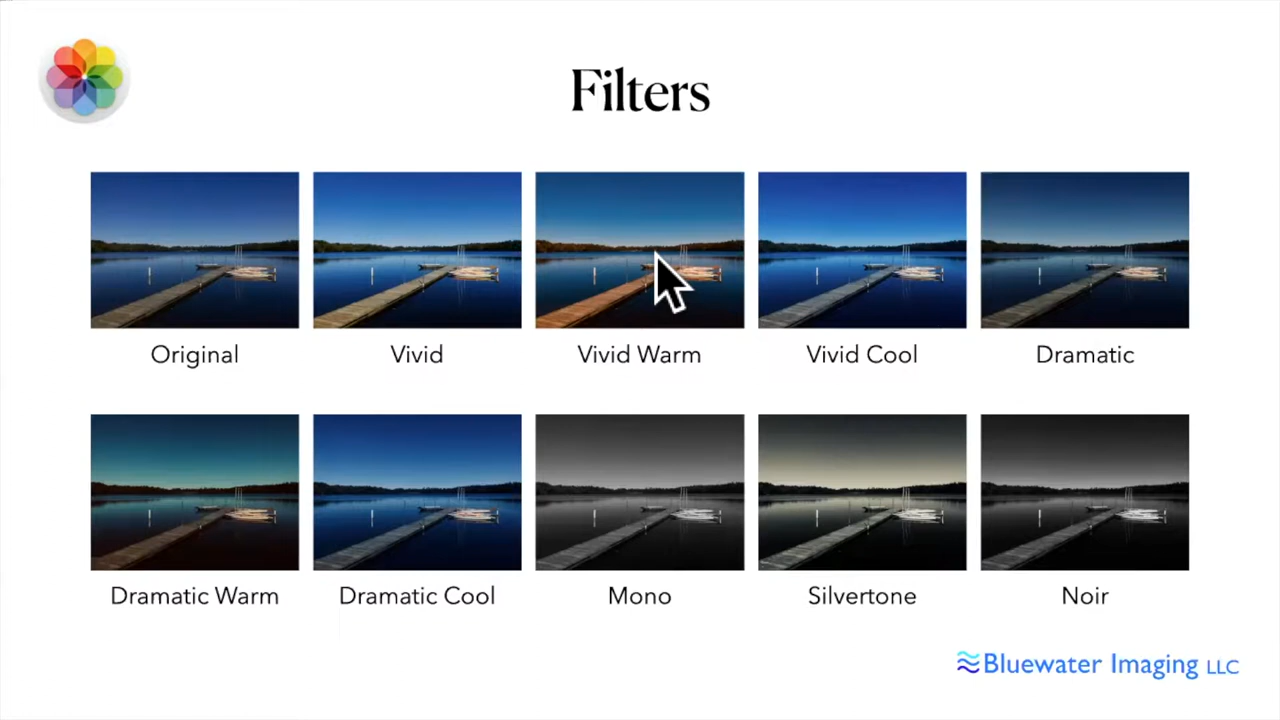 Filters
Original
Vivid
Vivid Warm
Vivid Cool
Dramatic
Dramatic Warm
Dramatic Cool
Mono
Silvertone
Noir
Bluewater Imaging LLC